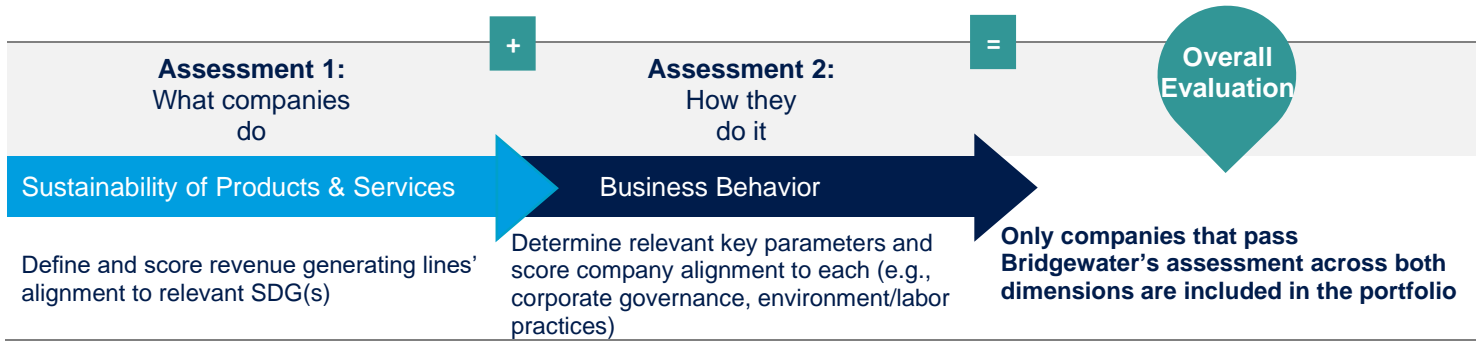 +
=
Assessment 1:
What companies
do
Assessment 2:
How they
do it
Overall
Evaluation
Sustainability of Products & Services
Business Behavior
Define and score revenue generating lines’
alignment to relevant SDG(s)
Determine relevant key parameters and
score company alignment to each (e.g.,
corporate governance, environment/labor
practices)
Only companies that pass
Bridgewater’s assessment across both
dimensions are included in the portfolio